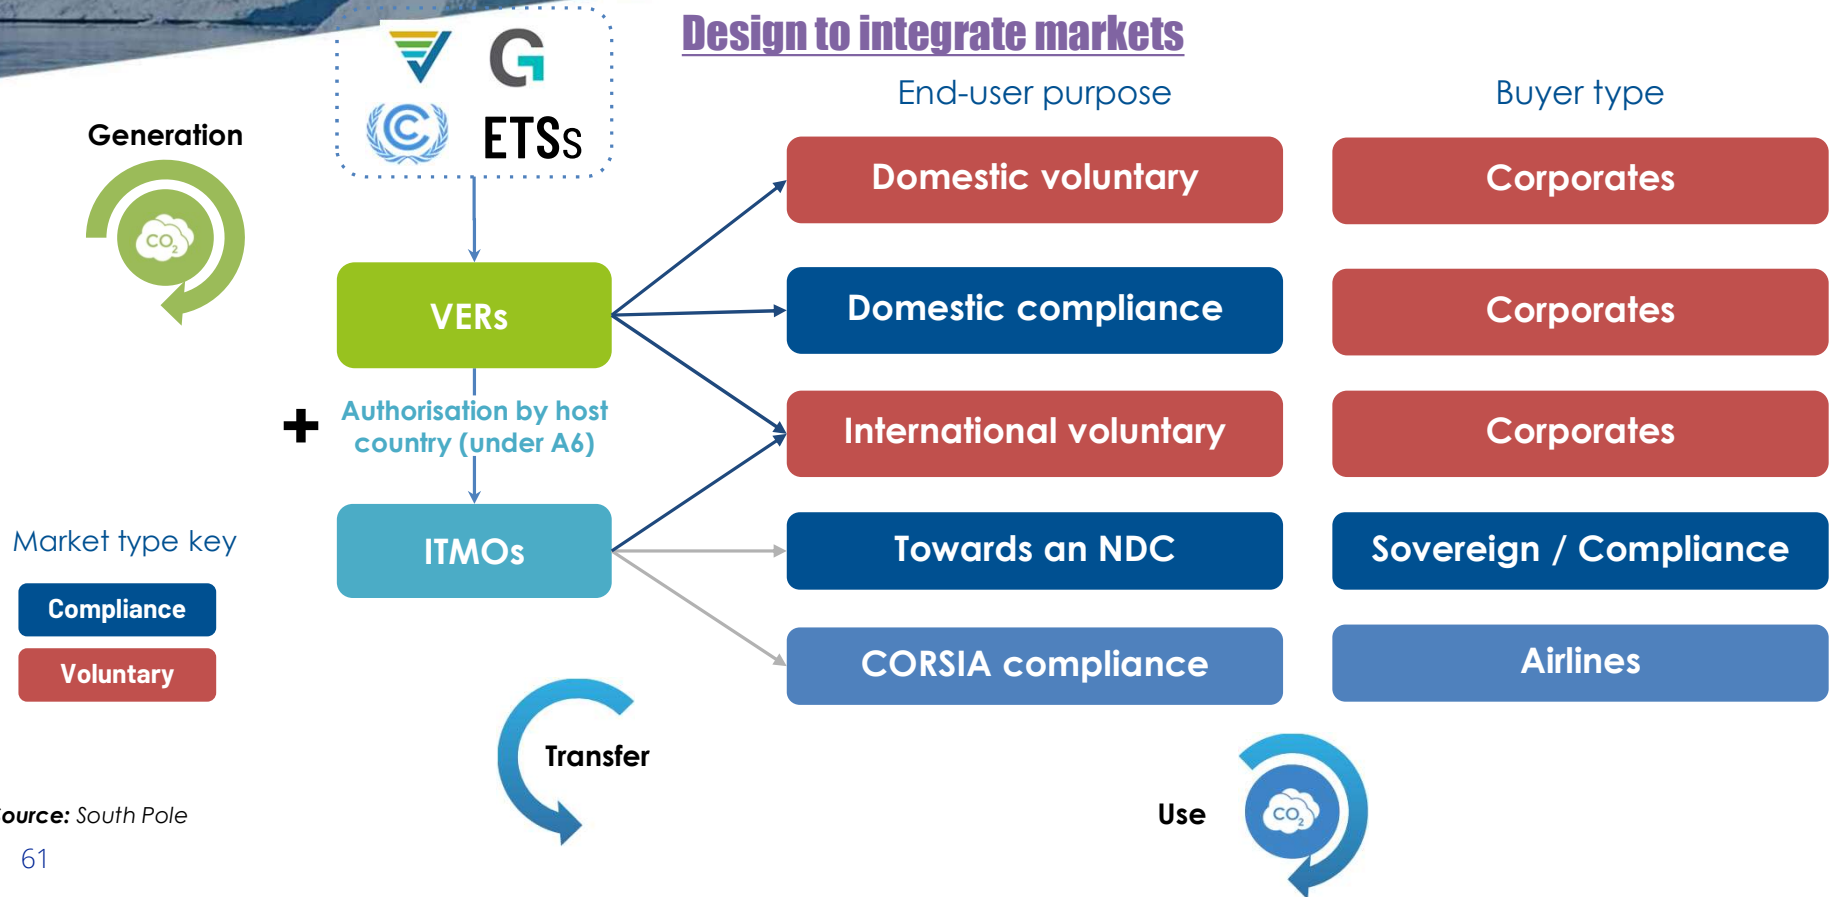 Design to integrate markets
ETSs
End-user purpose
Buyer type
Generation
CO2
Domestic voluntary
Corporates
VERs
Domestic compliance
Corporates
+
Authorisation by host
country (under A6)
International voluntary
Corporates
ITMOs
Towards an NDC
Sovereign / Compliance
Market type key
Compliance
Voluntary
CORSIA compliance
Airlines
Transfer
Use
CO2
ource: South Pole
61